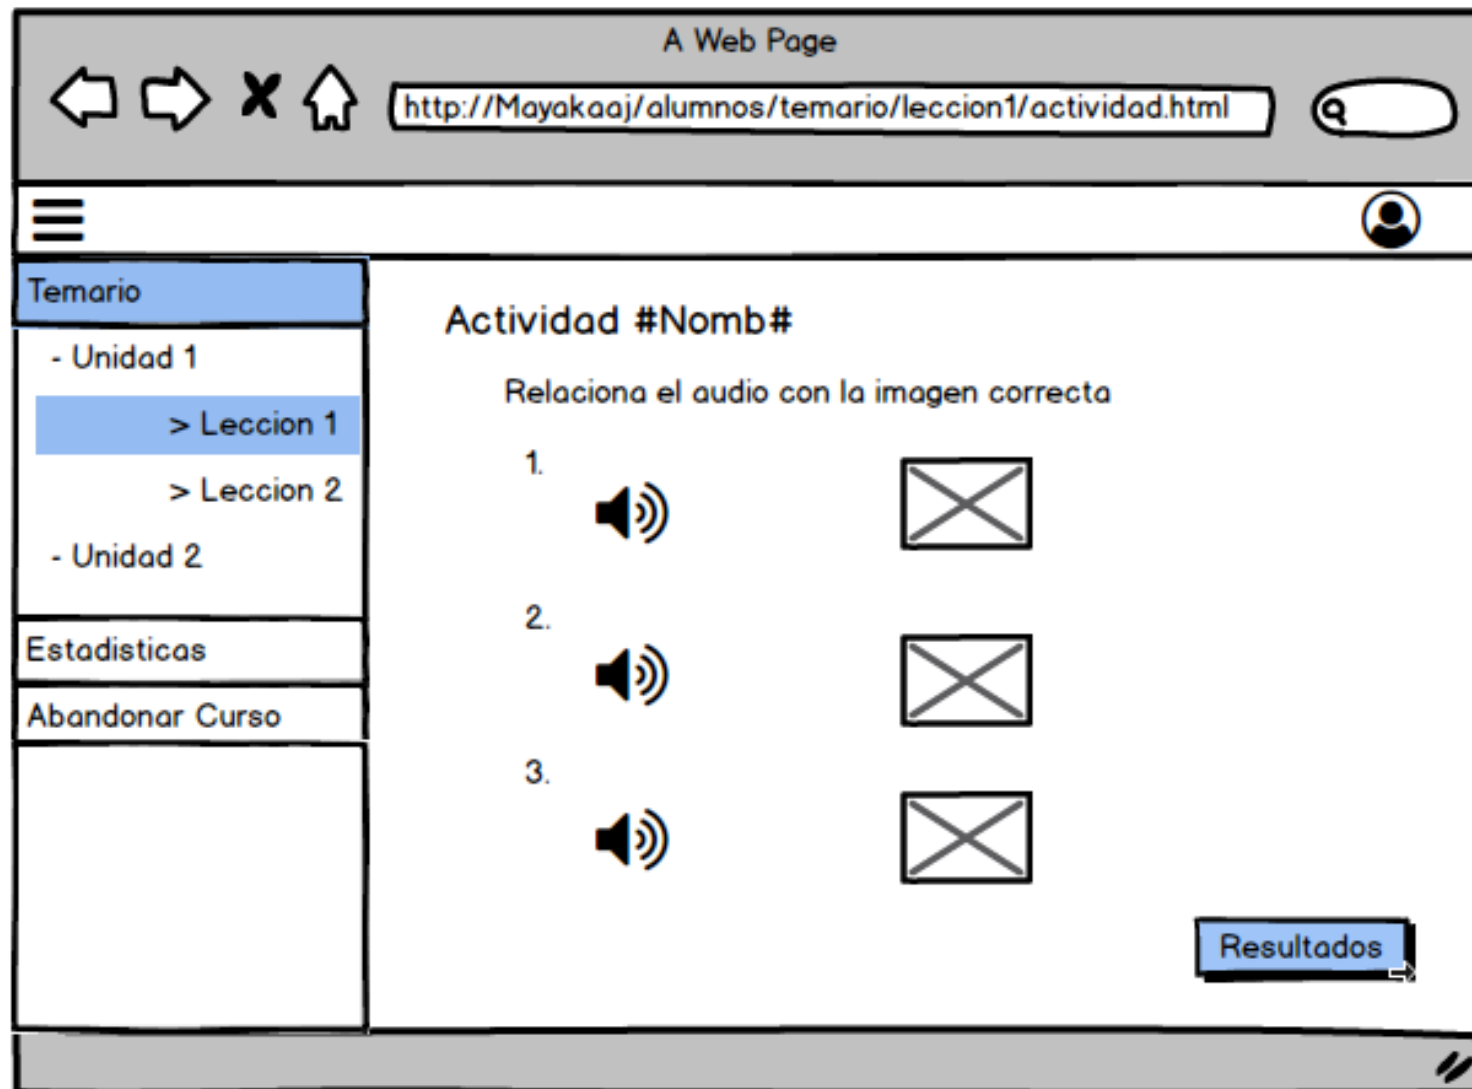 A Web Page
http://Mayakaaj/alumnos/temario/leccion1/actividad.html
Temario
- Unidad 1
> Leccion 1
> Leccion 2
- Unidad 2
Estadisticas
Abandonar Curso
Actividad #Nomb#
Relaciona el audio con la imagen correcta
1.
2.
3.
Resultados